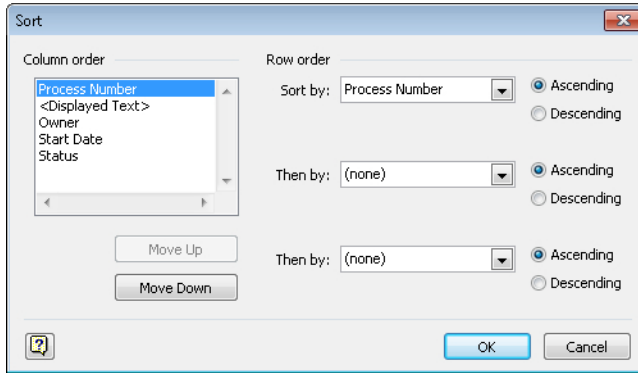 Sort
Column order
Process Number
<Displayed Text>
Owner
Start Date
Status
Move Up
Move Down
Row order
Sort by: Process Number
Ascending
Descending
Then by: (none)
Ascending
Descending
Then by: (none)
Ascending
Descending
?
OK
Cancel